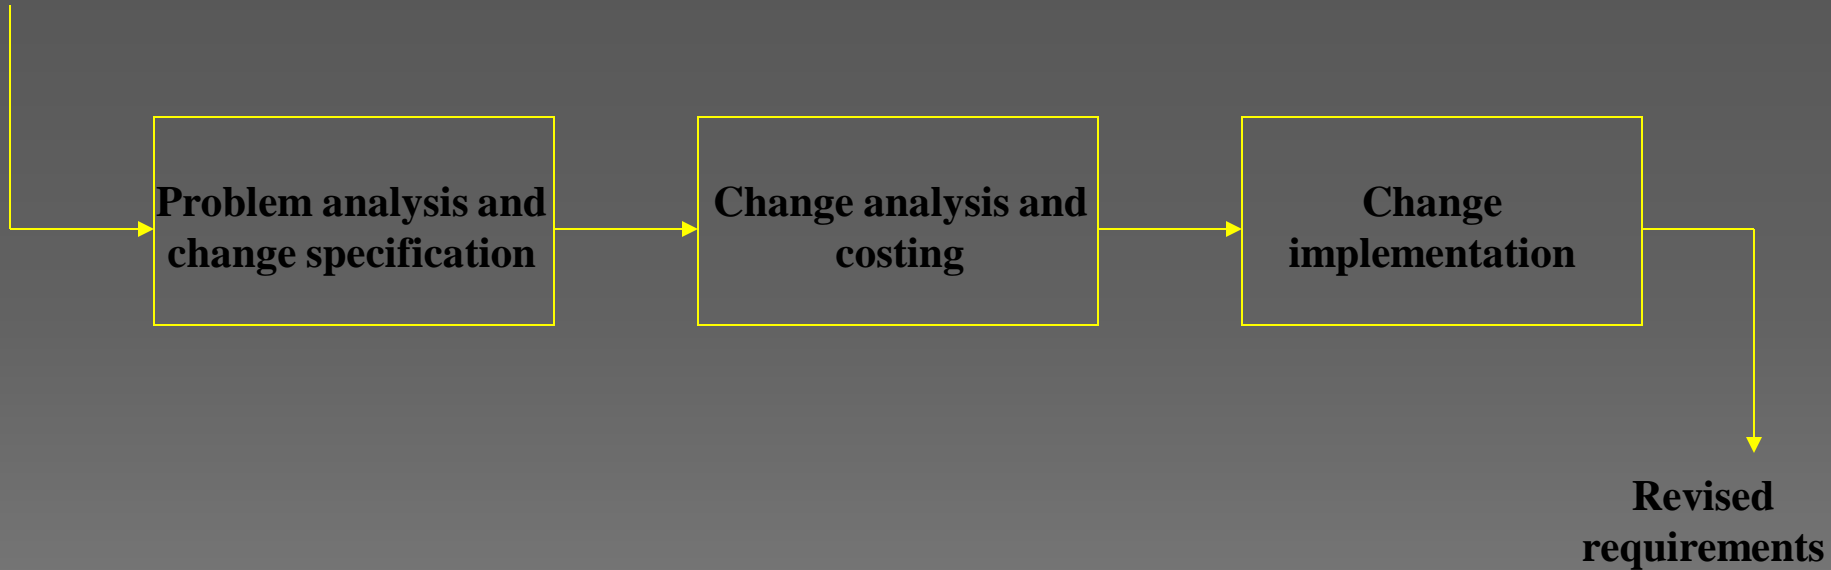 Problem analysis and
change specification
Change analysis and
costing
Change
implementation
Revised
requirements